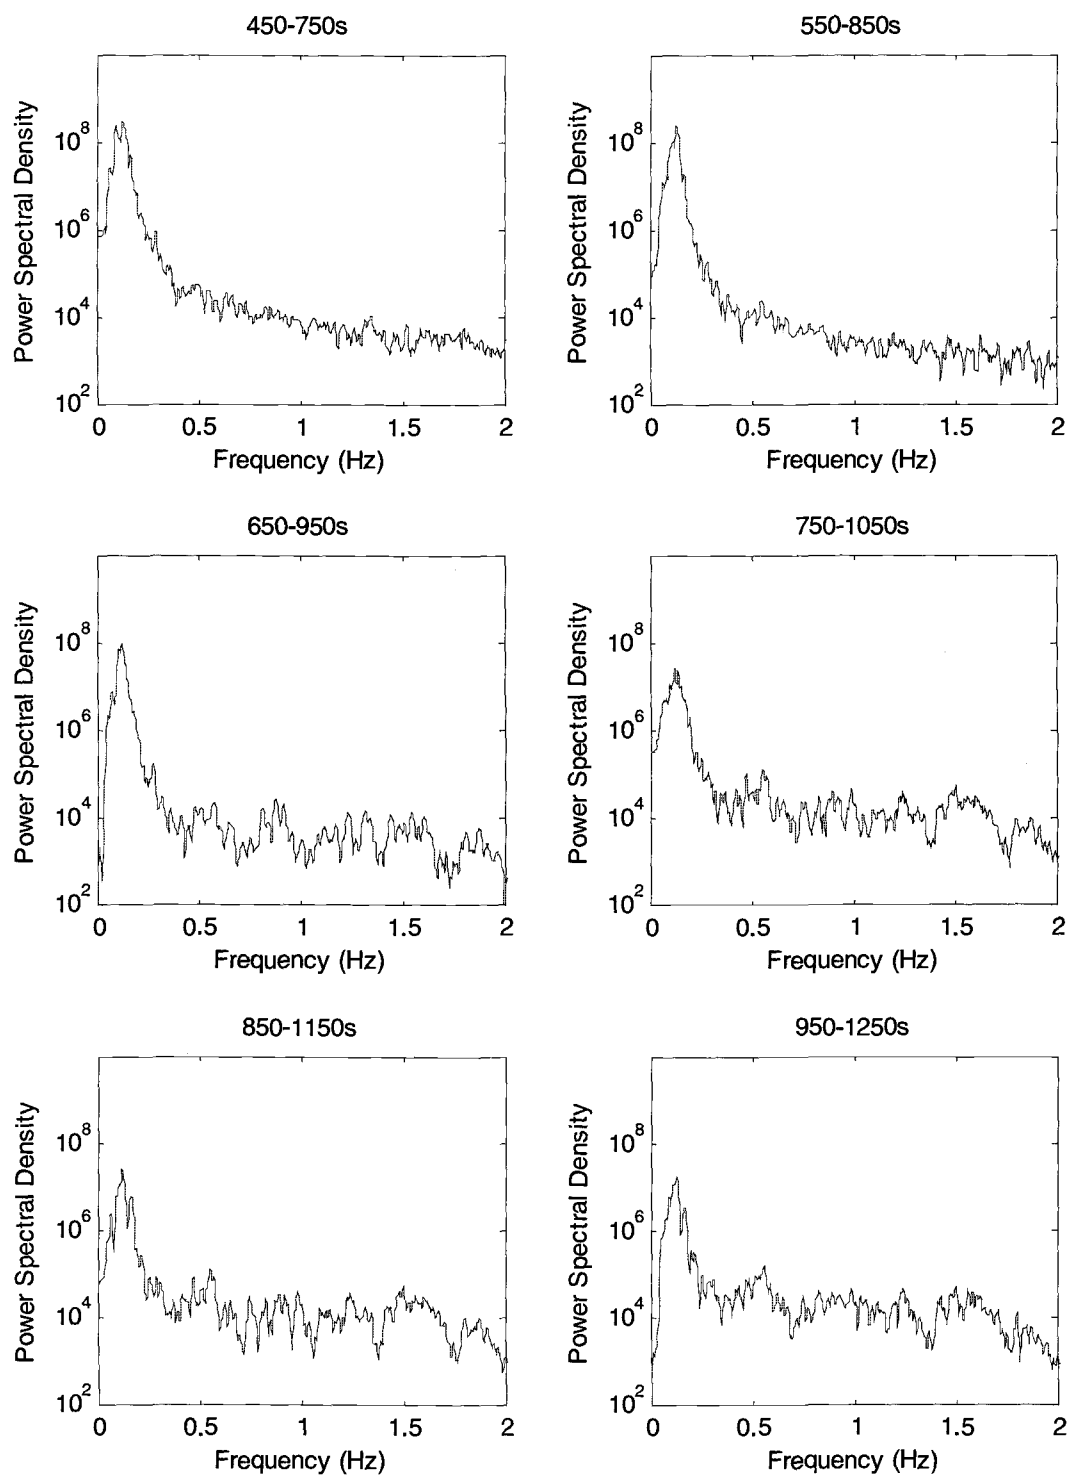 450-750s
Power Spectral Density
10^8
10^6
10^4
10^2
0 0.5 1 1.5 2
Frequency (Hz)
550-850s
Power Spectral Density
10^8
10^6
10^4
10^2
0 0.5 1 1.5 2
Frequency (Hz)
650-950s
Power Spectral Density
10^8
10^6
10^4
10^2
0 0.5 1 1.5 2
Frequency (Hz)
750-1050s
Power Spectral Density
10^8
10^6
10^4
10^2
0 0.5 1 1.5 2
Frequency (Hz)
850-1150s
Power Spectral Density
10^8
10^6
10^4
10^2
0 0.5 1 1.5 2
Frequency (Hz)
950-1250s
Power Spectral Density
10^8
10^6
10^4
10^2
0 0.5 1 1.5 2
Frequency (Hz)